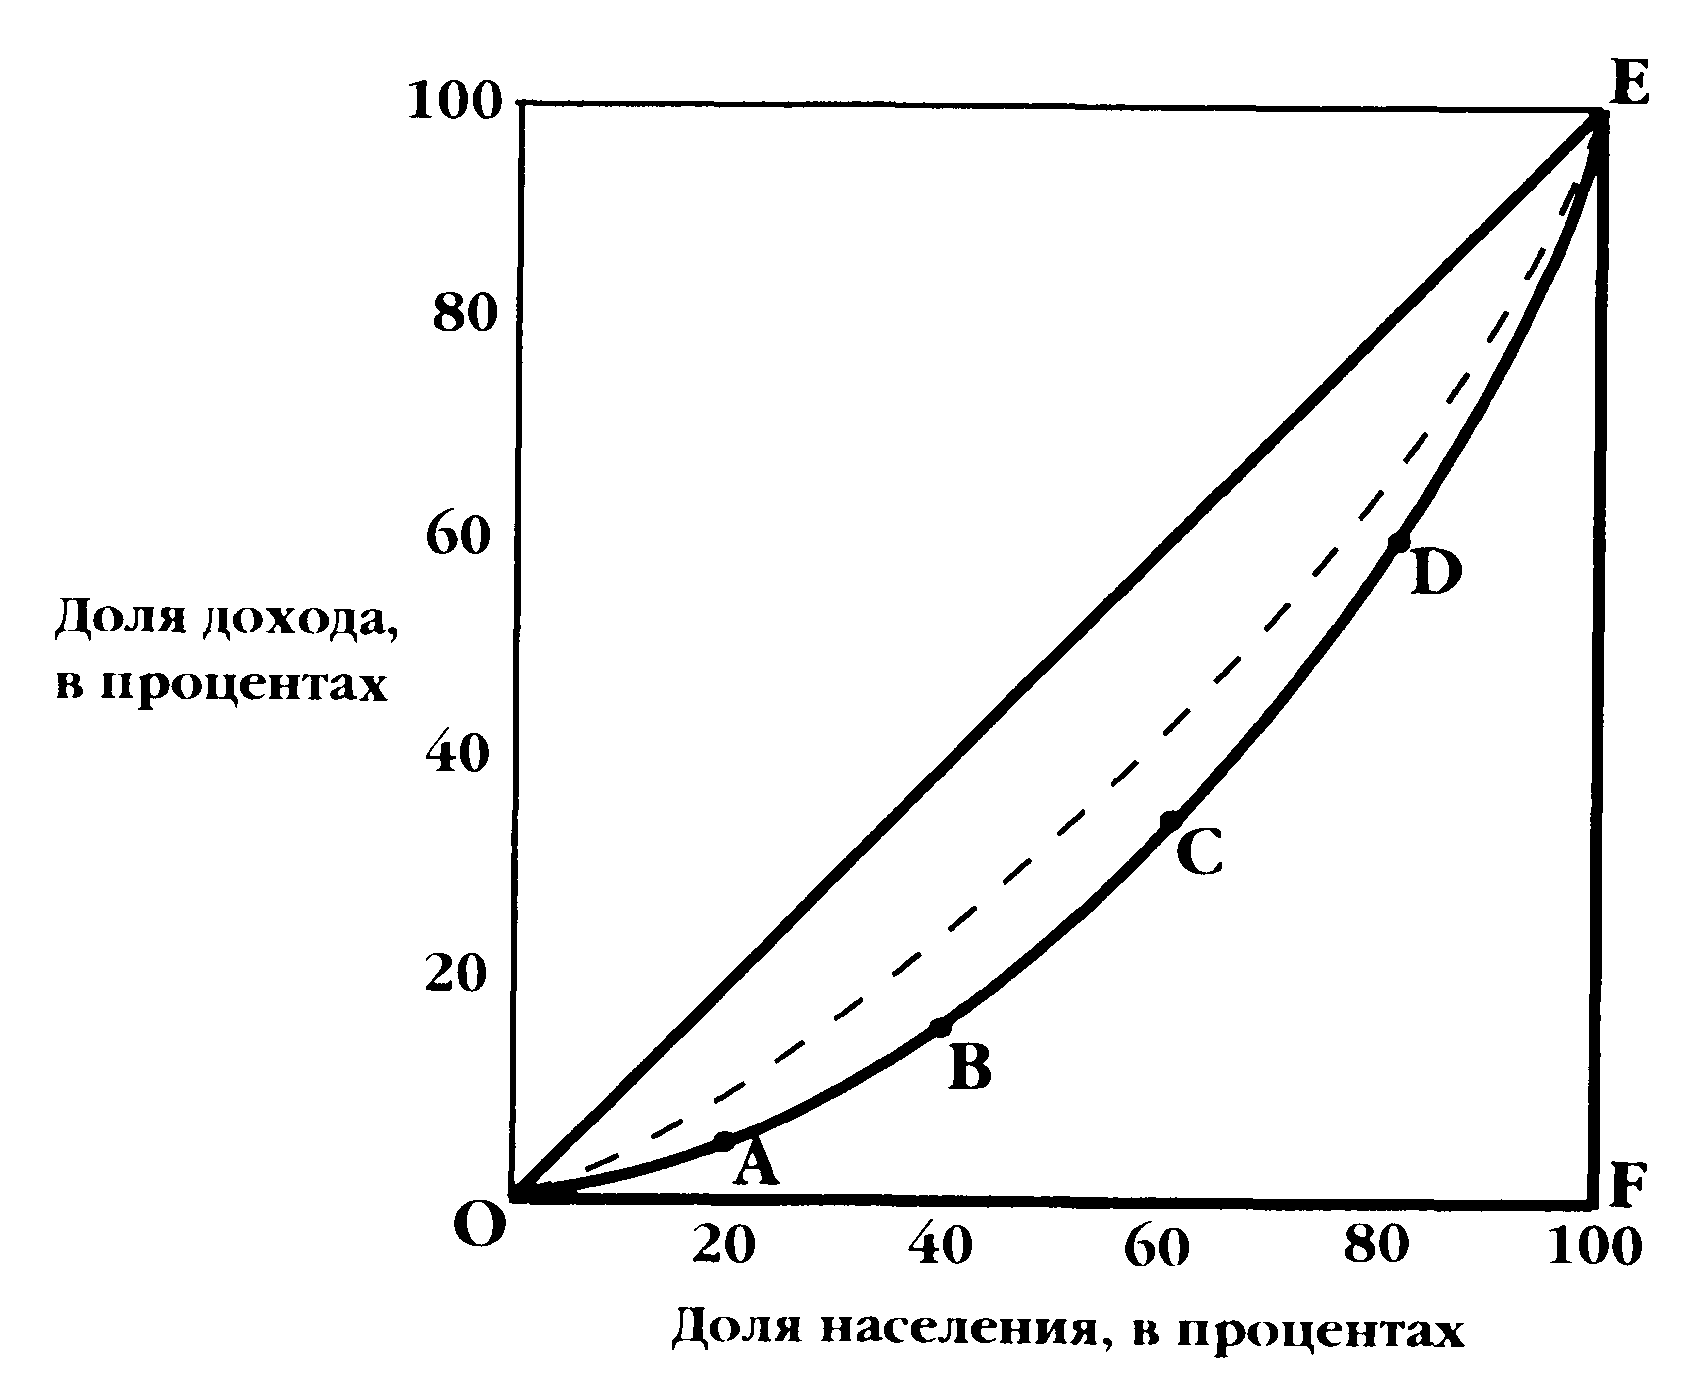 E
100
80
60
D
Доля дохода,
в процентах
40
C
20
B
A
F
O
20 40 60 80 100
Доля населения, в процентах